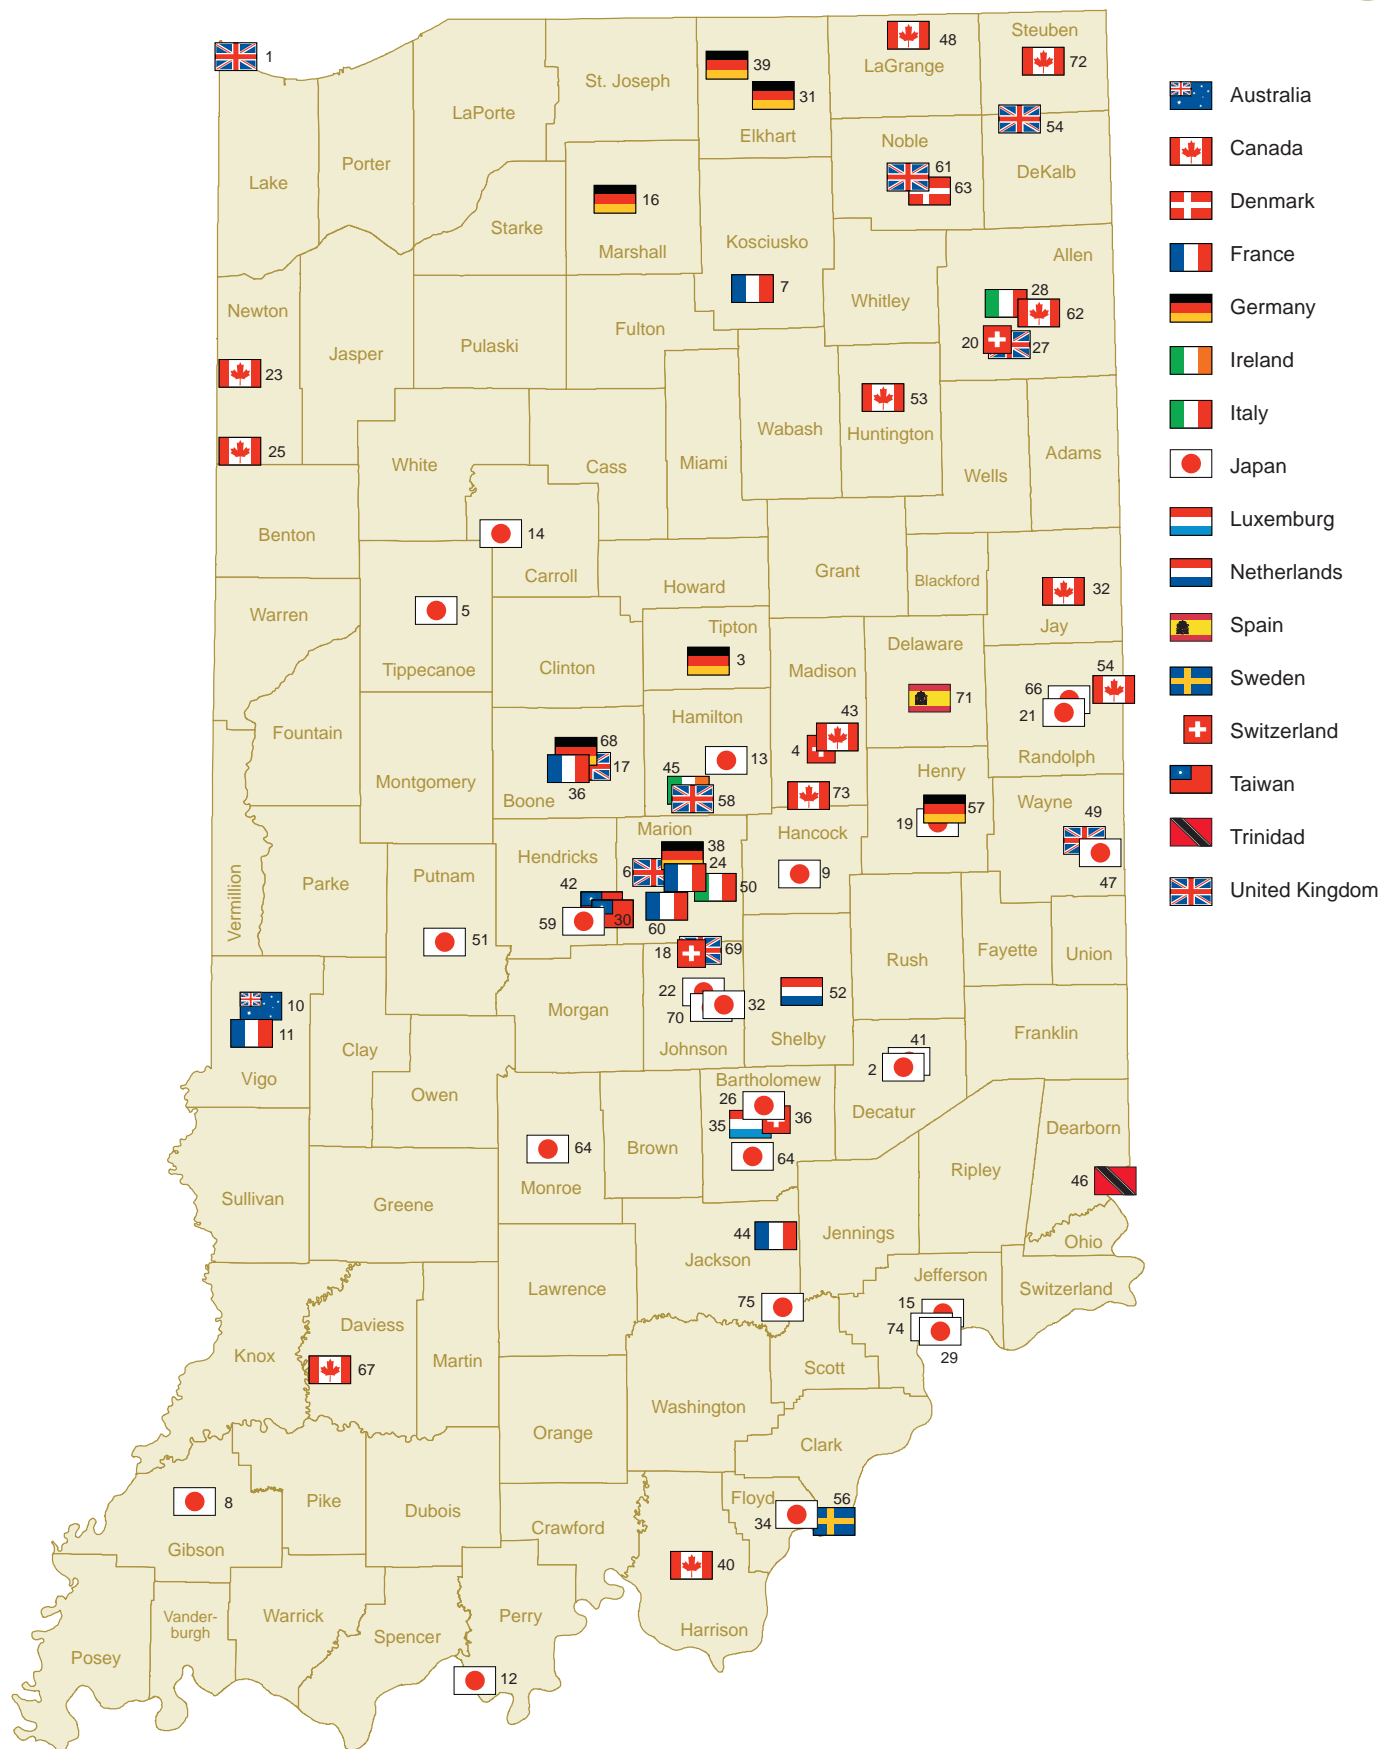 Steuben
1
48
72
LaGrange
39
St. Joseph
31
LaPorte
54
Elkhart
Noble
Porter
61
DeKalb
Lake
63
16
Starke
Marshall
Kosciusko
Allen
7
28
Whitley
Newton
62
Fulton
20
27
Pulaski
Jasper
23
53
Wabash
Huntington
25
White
Cass
Miami
Adams
Wells
14
Benton
Carroll
Grant
Blackford
Howard
32
Warren
5
Jay
Tipton
Delaware
3
Clinton
Madison
54
Tippecanoe
66
71
43
21
Hamilton
Fountain
68
4
13
Randolph
17
45
Henry
Montgomery
36
73
58
Boone
57
Wayne
49
19
Marion
Hancock
38
Hendricks
47
24
6
9
42
50
Putnam
Parke
Vermillion
59
30
60
51
18
69
Fayette
Union
Rush
22
32
52
10
70
Morgan
11
Shelby
Franklin
Clay
Johnson
41
2
Vigo
Bartholomew
Owen
26
Decatur
35
36
Dearborn
64
Brown
64
Ripley
46
Monroe
Sullivan
Greene
44
Jennings
Ohio
Jackson
Jefferson
Lawrence
Switzerland
75
15
Daviess
74
Knox
29
Martin
67
Scott
Washington
Orange
Clark
Floyd
56
8
Pike
Dubois
34
Crawford
Gibson
40
Vander-
burgh
Warrick
Perry
Spencer
Harrison
Posey
12
Australia
Canada
Denmark
France
Germany
Ireland
Italy
Japan
Luxemburg
Netherlands
Spain
Sweden
Switzerland
Taiwan
Trinidad
United Kingdom